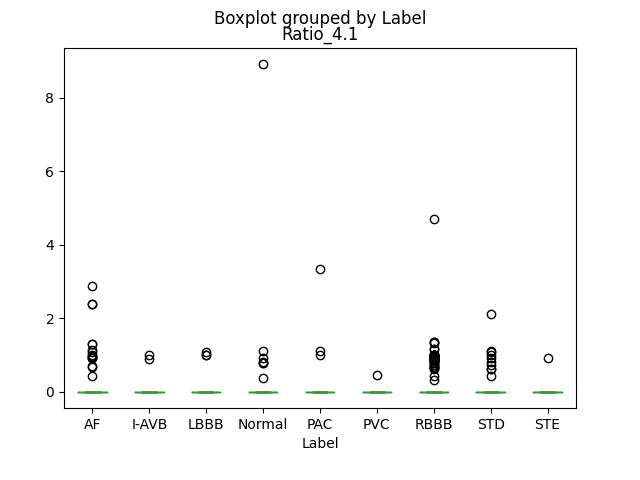 Boxplot grouped by Label
Ratio_4.1
8
6
4
2
0
AF I-AVB LBBB Normal PAC PVC RBBB STD STE
Label